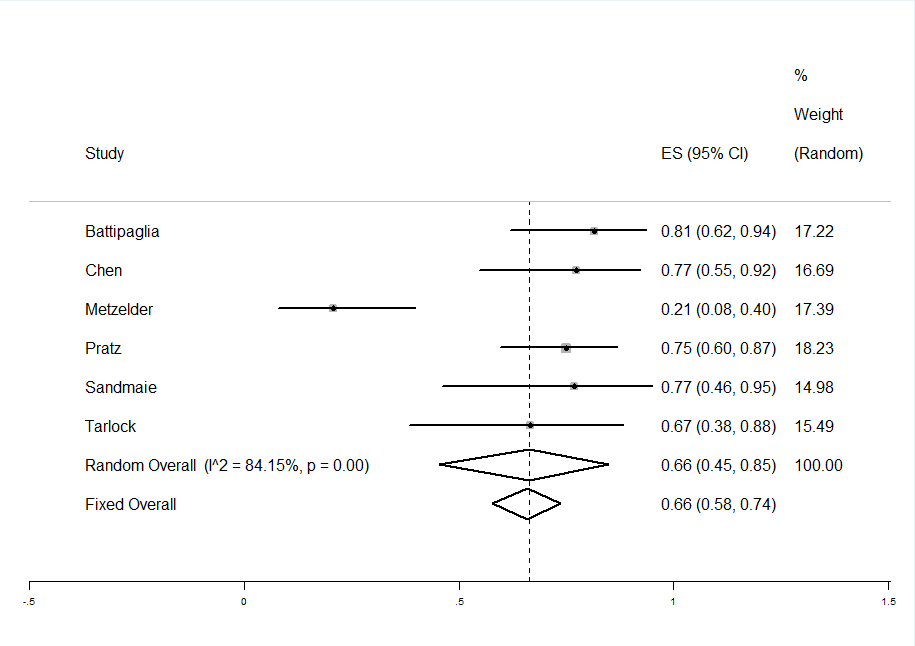 %
Weight
Study ES (95% CI) (Random)
Battipaglia 0.81 (0.62, 0.94) 17.22
Chen 0.77 (0.55, 0.92) 16.69
Metzelder 0.21 (0.08, 0.40) 17.39
Pratz 0.75 (0.60, 0.87) 18.23
Sandmaie 0.77 (0.46, 0.95) 14.98
Tarlock 0.67 (0.38, 0.88) 15.49
Random Overall (I^2 = 84.15%, p = 0.00) 0.66 (0.45, 0.85) 100.00
Fixed Overall 0.66 (0.58, 0.74)
-.5 0 .5 1 1.5